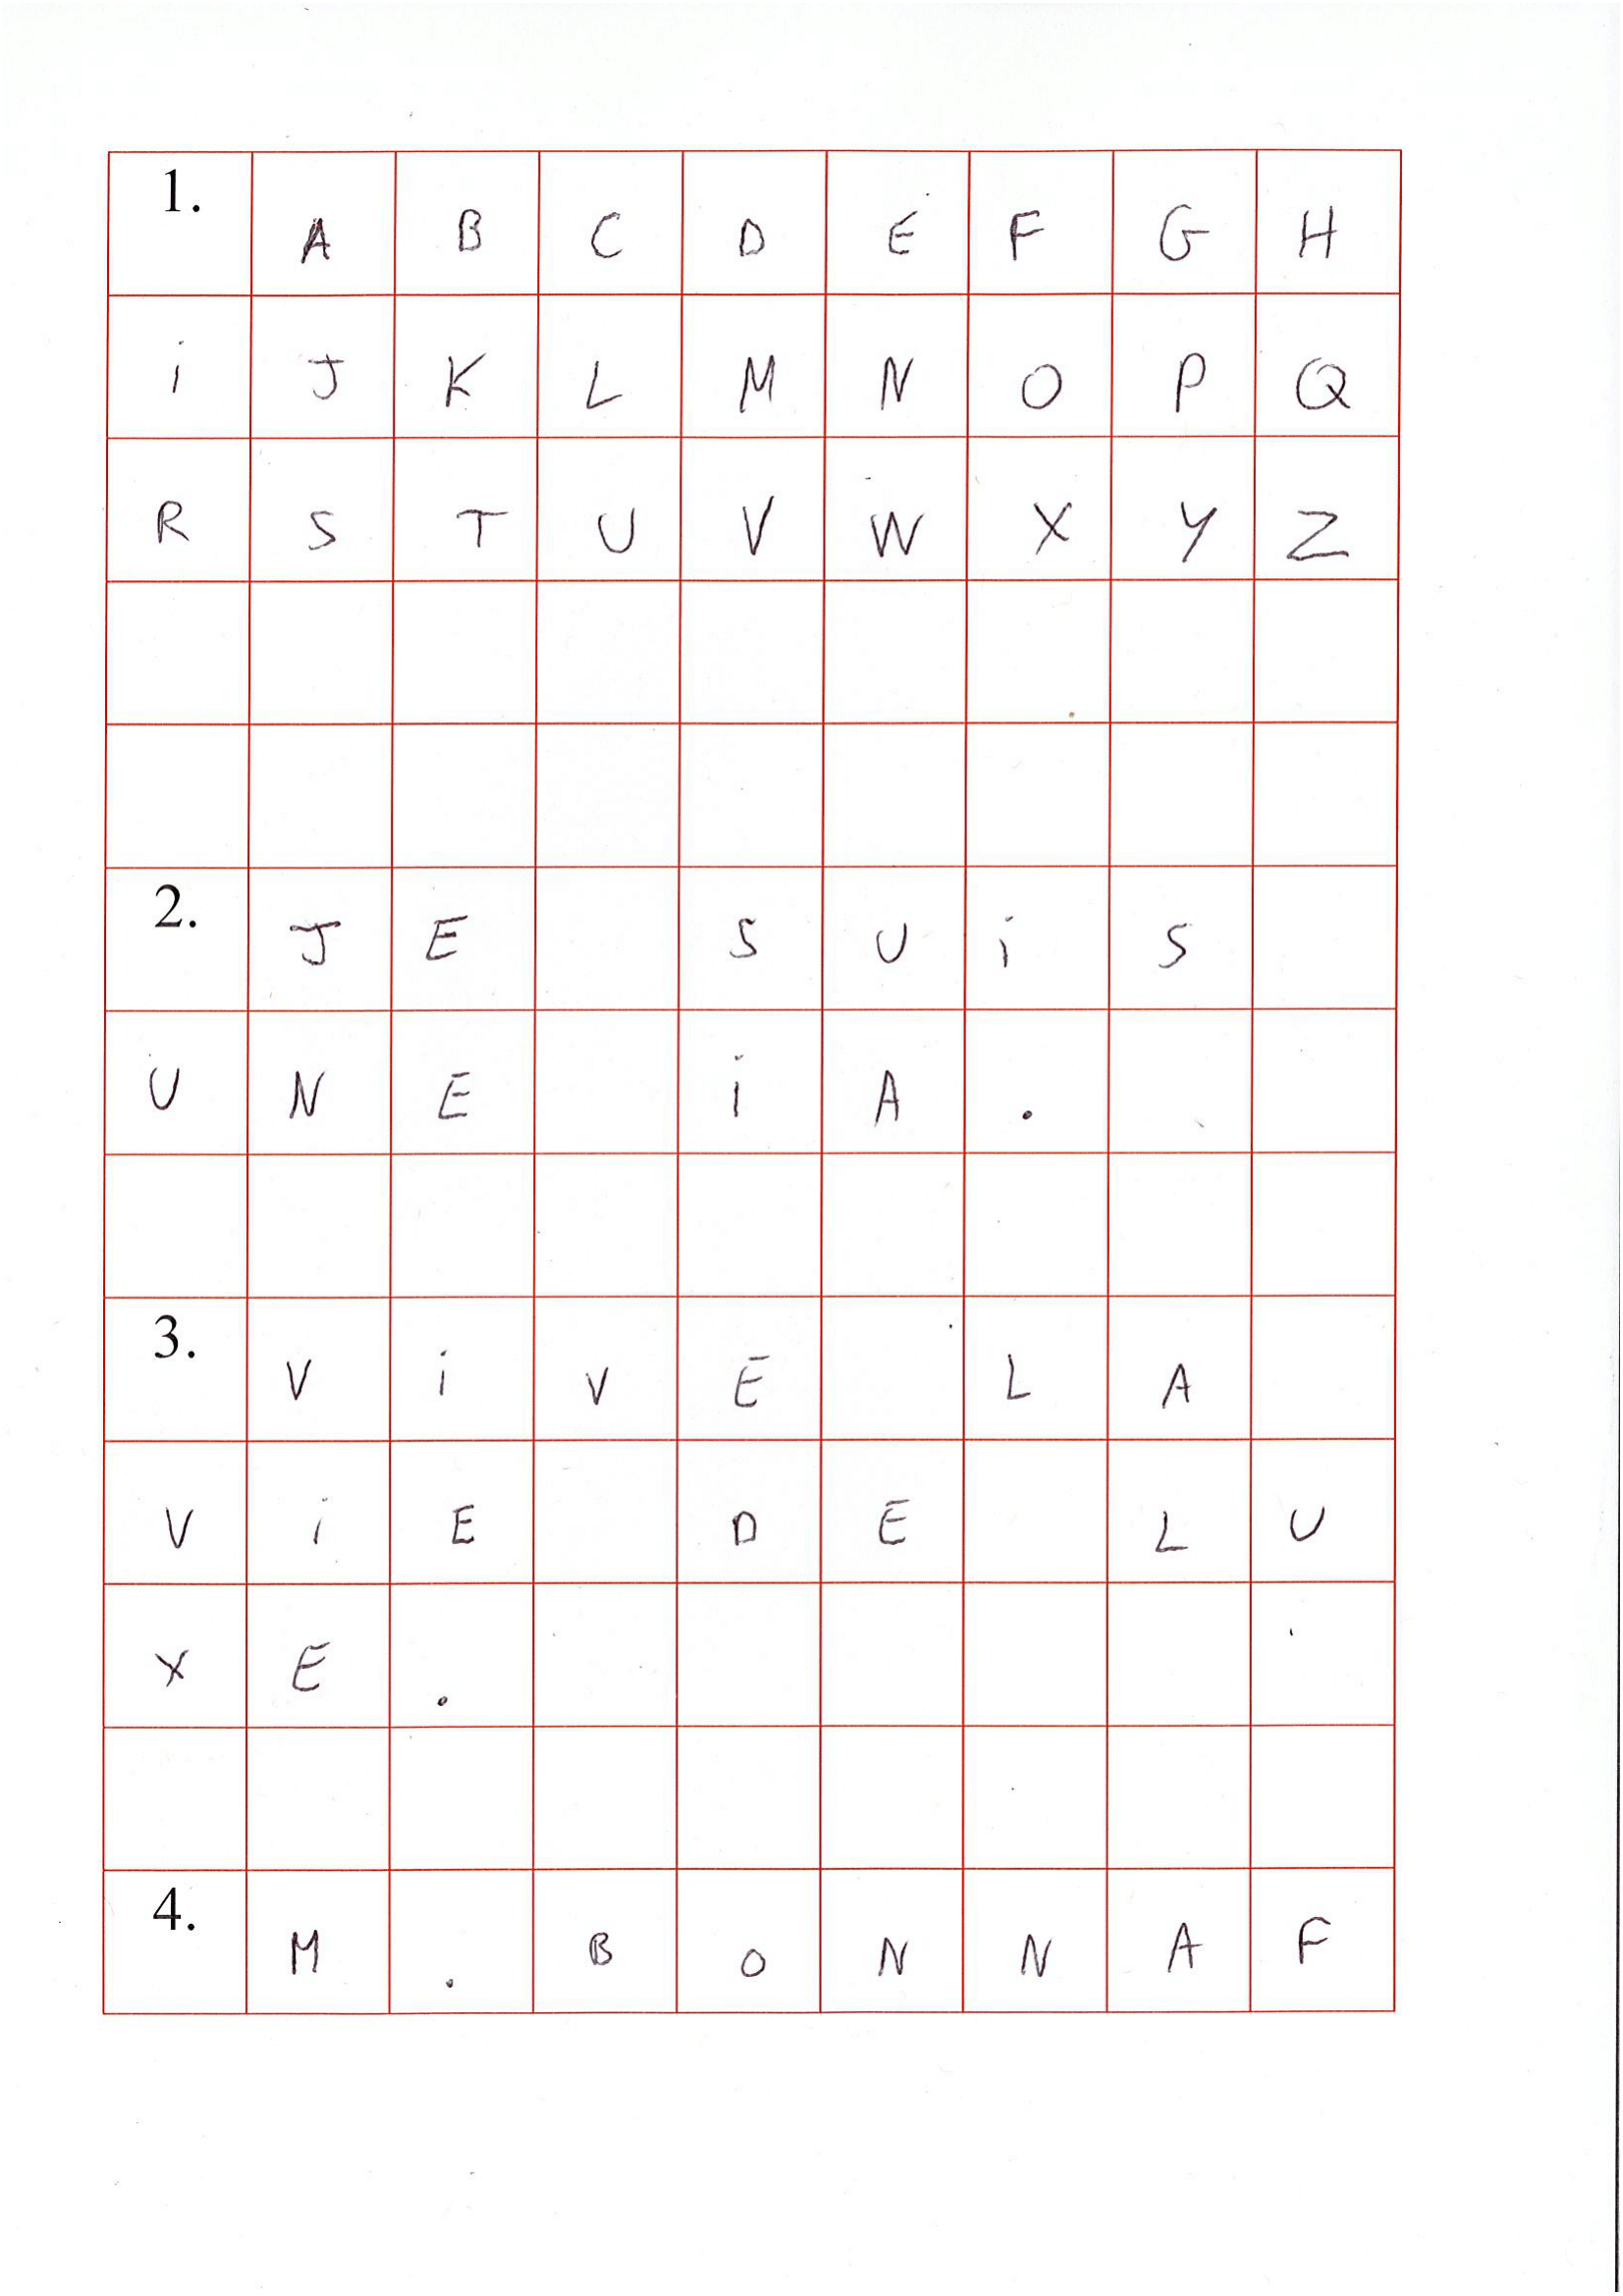 1. A B C D E F G H
i J K L M N O P Q
R S T U V W X Y Z
2. J E S U i S
U N E i A .
3. V i V E L A
V i E D E L U
X E .
4. M . B O N N A F